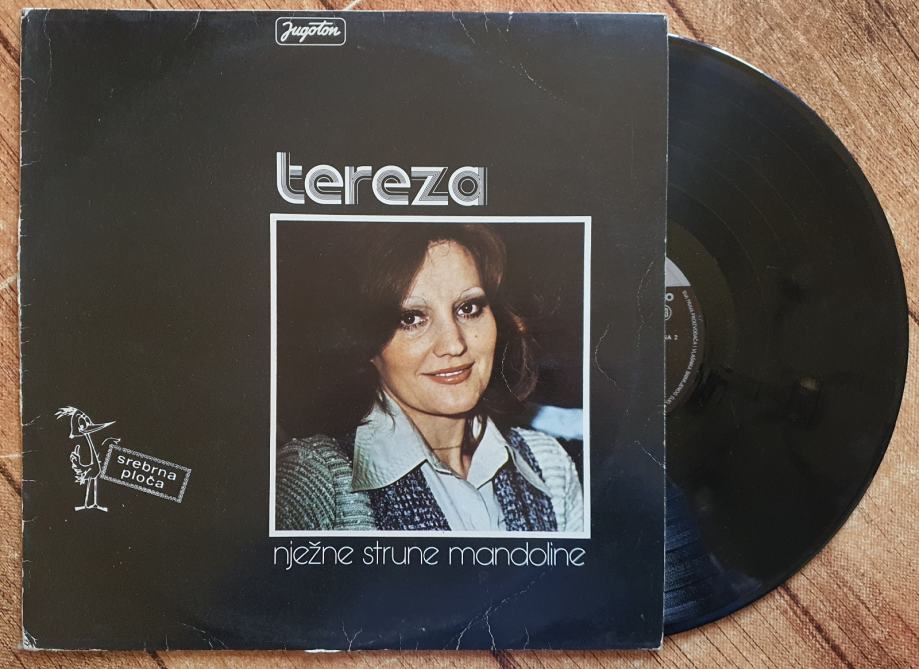 Jugoton
tereza
srebrna
ploča
nježne strune mandoline